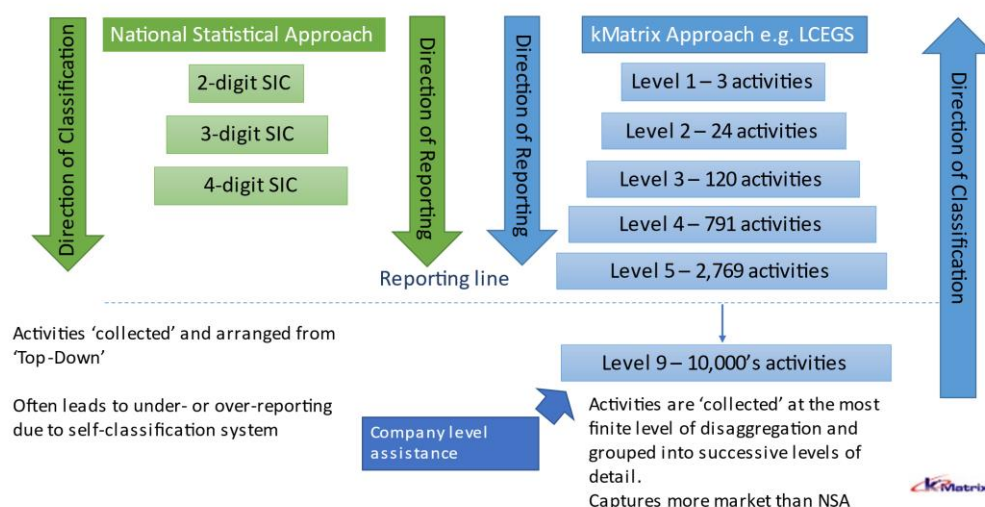 National Statistical Approach
2-digit SIC
3-digit SIC
4-digit SIC
Direction of Classification
Direction of Reporting
Direction of Reporting
kMatrix Approach e.g. LCEGS
Level 1 – 3 activities
Level 2 – 24 activities
Level 3 – 120 activities
Level 4 – 791 activities
Level 5 – 2,769 activities
Direction of Classification
Reporting line
Activities ‘collected’ and arranged from
‘Top-Down’
Often leads to under- or over-reporting
due to self-classification system
Level 9 – 10,000’s activities
Company level
assistance
Activities are ‘collected’ at the most
finite level of disaggregation and
grouped into successive levels of
detail.
Captures more market than NSA
kMatrix